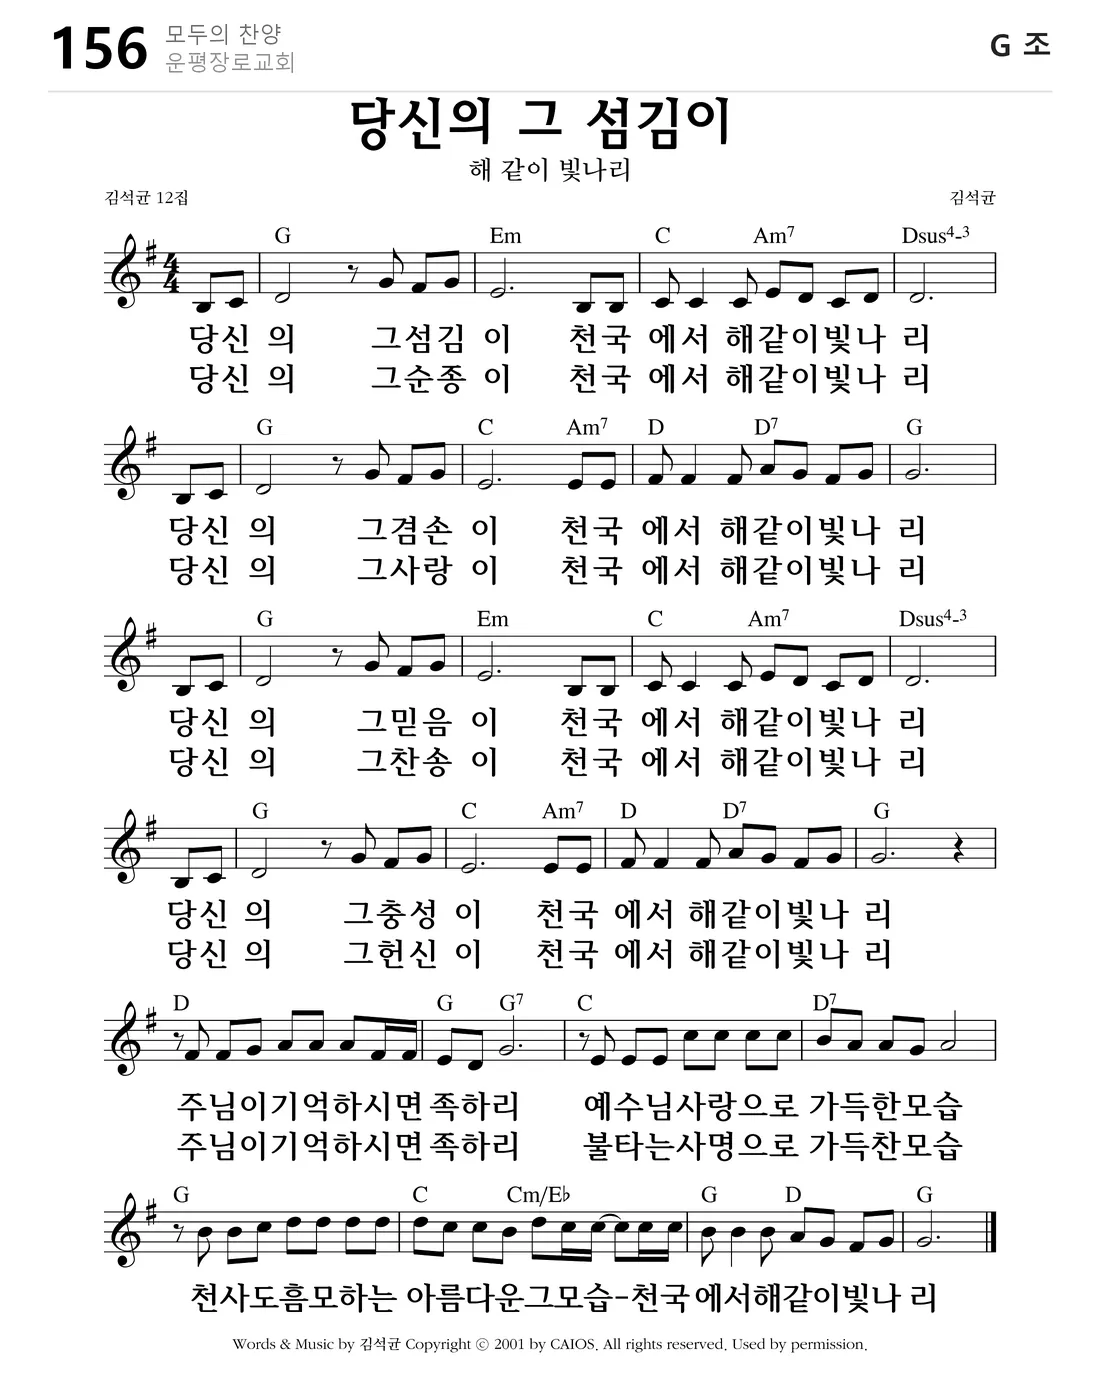 156 모두의 찬양
운평장로교회
G 조
당신의 그 섬김이
해 같이 빛나리
김석균 12집 김석균
G Em C Am7 Dsus4-3
당신 의 그섬김 이 천국 에서 해같이빛나 리
당신 의 그순종 이 천국 에서 해같이빛나 리
G C Am7 D D7 G
당신 의 그겸손 이 천국 에서 해같이빛나 리
당신 의 그사랑 이 천국 에서 해같이빛나 리
G Em C Am7 Dsus4-3
당신 의 그믿음 이 천국 에서 해같이빛나 리
당신 의 그찬송 이 천국 에서 해같이빛나 리
G C Am7 D D7 G
당신 의 그충성 이 천국 에서 해같이빛나 리
당신 의 그헌신 이 천국 에서 해같이빛나 리
D G G7 C D7
주님이기억하시면 족하리 예수님사랑으로 가득한모습
주님이기억하시면 족하리 불타는사명으로 가득찬모습
G C Cm/E♭ G D G
천사도흠모하는 아름다운그모습-천국에서해같이빛나 리
Words & Music by 김석균 Copyright ⓒ 2001 by CAIOS. All rights reserved. Used by permission.